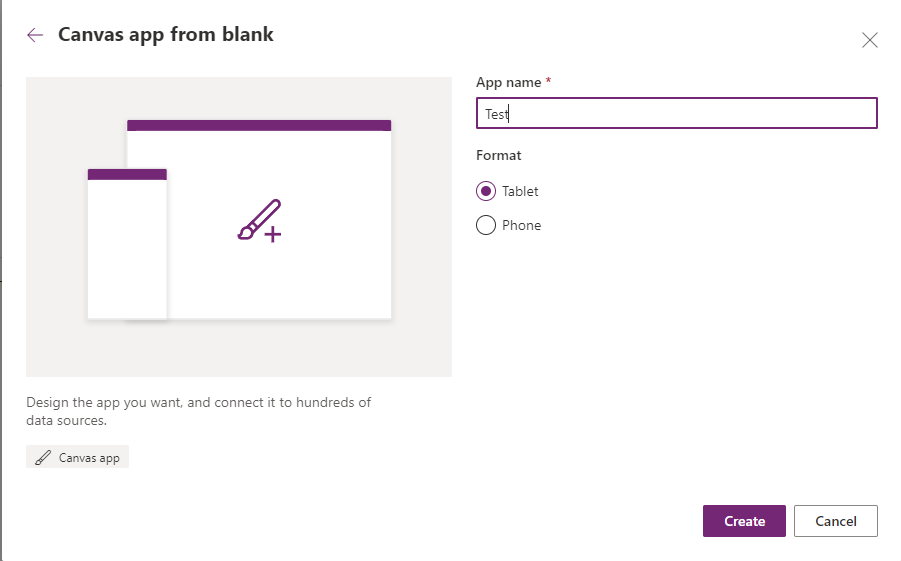 Canvas app from blank
App name *
Test
Format
Tablet
Phone
Design the app you want, and connect it to hundreds of
data sources.
Canvas app
Create
Cancel